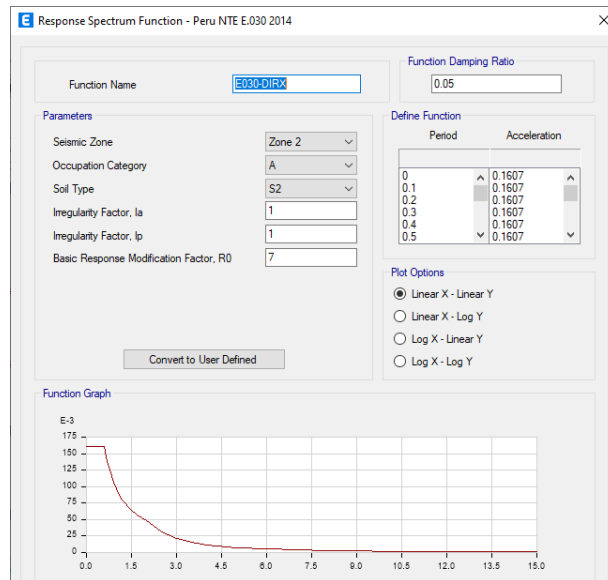 E Response Spectrum Function - Peru NTE E.030 2014
Function Name
E030-DIRX
Function Damping Ratio
0.05
Parameters
Seismic Zone
Zone 2
Occupation Category
A
Soil Type
S2
Irregularity Factor, Ia
1
Irregularity Factor, Ip
1
Basic Response Modification Factor, R0
7
Convert to User Defined
Define Function
Period Acceleration
0 0.1607
0.1 0.1607
0.2 0.1607
0.3 0.1607
0.4 0.1607
0.5 0.1607
Plot Options
Linear X - Linear Y
Linear X - Log Y
Log X - Linear Y
Log X - Log Y
Function Graph
E-3
175
150
125
100
75
50
25
0
0.0 1.5 3.0 4.5 6.0 7.5 9.0 10.5 12.0 13.5 15.0